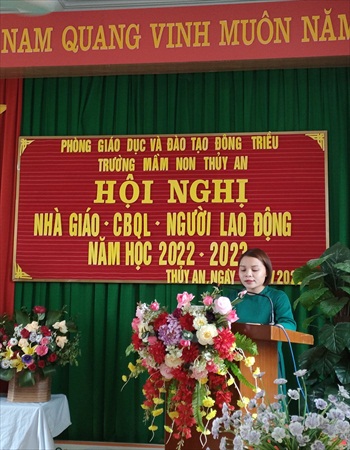 NAM QUANG VINH MUÔN NĂM
PHÒNG GIÁO DỤC VÀ ĐÀO TẠO ĐÔNG TRIỀU
TRƯỜNG MẦM NON THỦY AN
HỘI NGHỊ
NHÀ GIÁO - CBQL - NGƯỜI LAO ĐỘNG
NĂM HỌC 2022 - 2023
THỦY AN, NGÀY